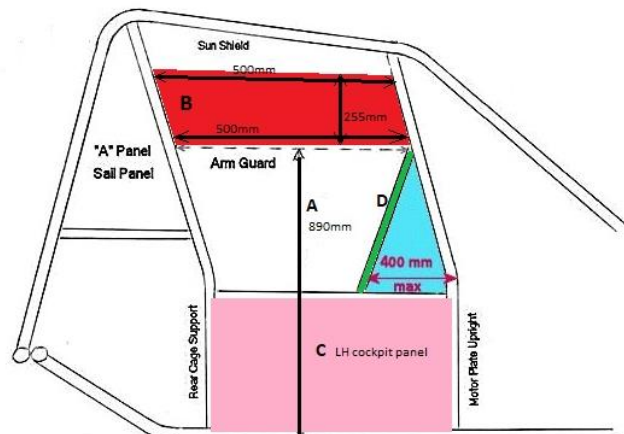 Sun Shield
500mm
B
255mm
500mm
"A" Panel
Sail Panel
Arm Guard
A
D
890mm
400 mm
max
Rear Cage Support
C LH cockpit panel
Motor Plate Upright